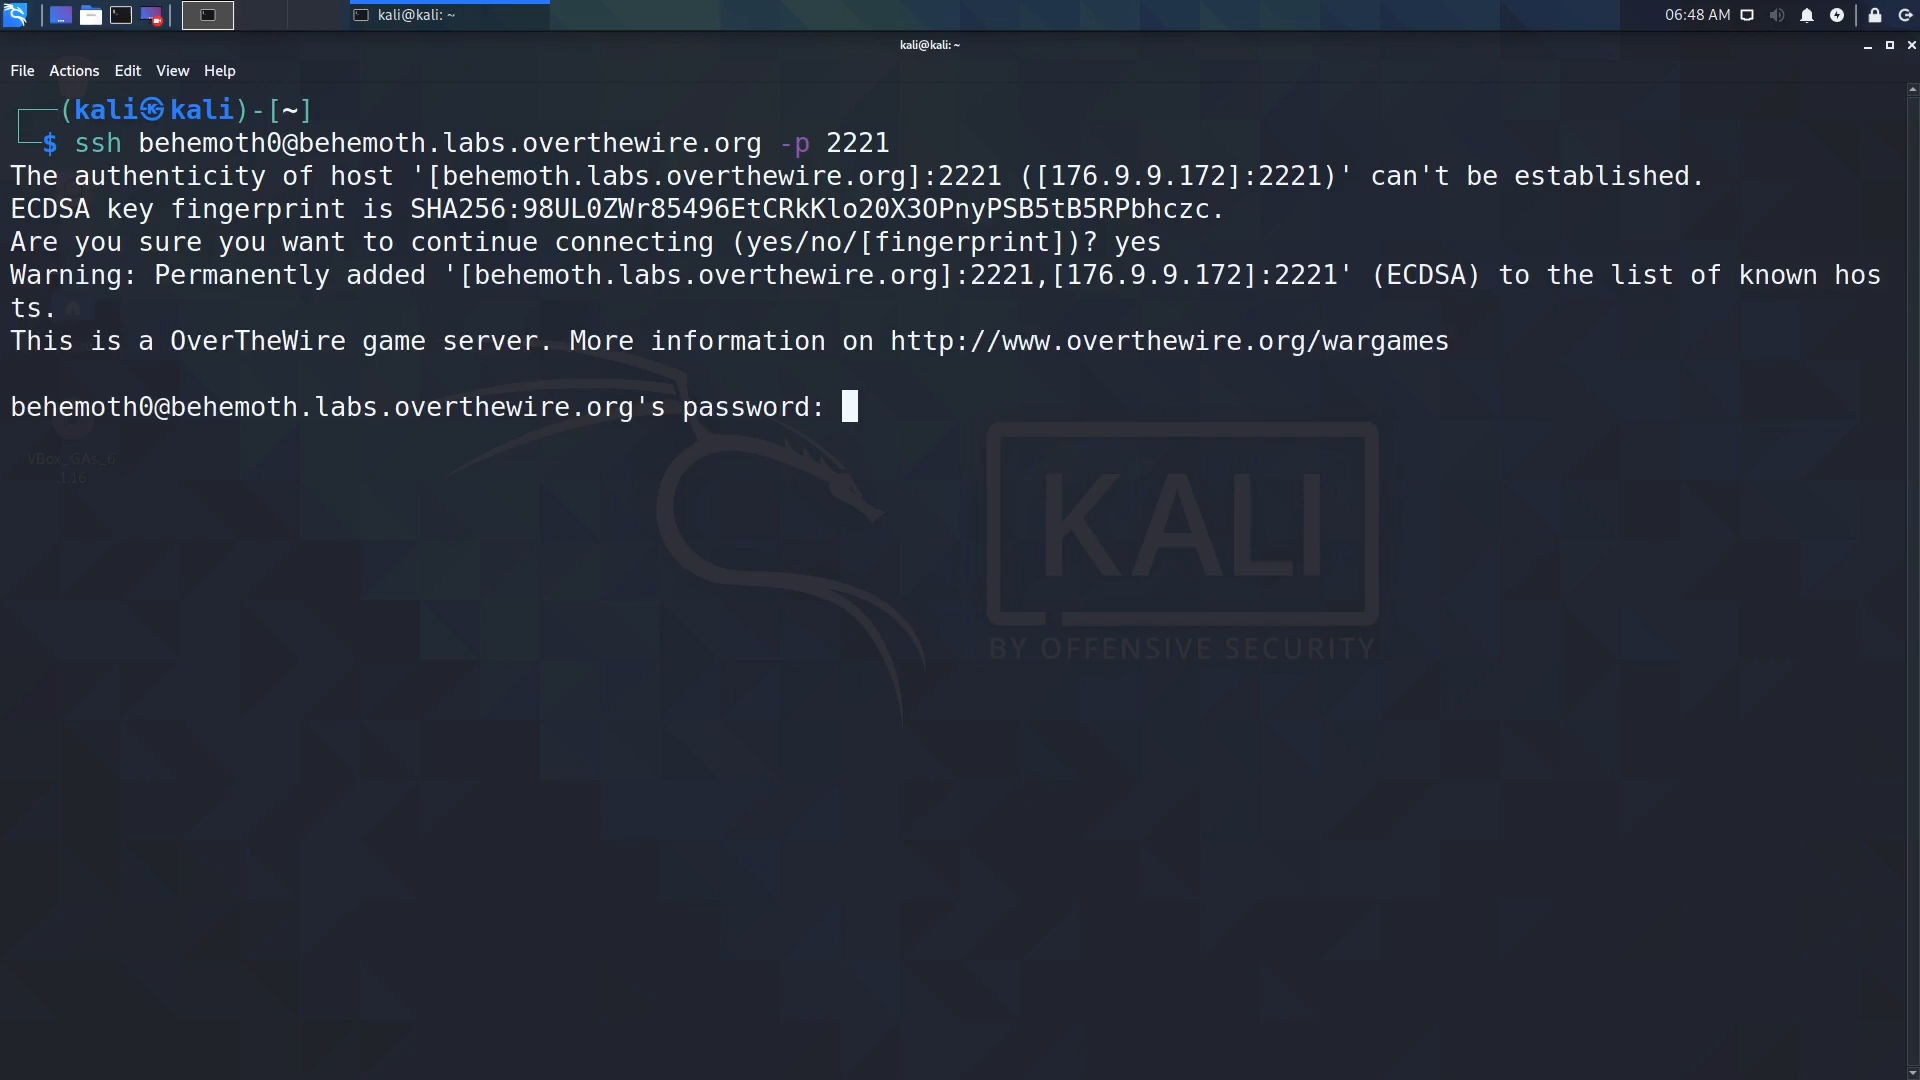 kali@kali: ~
06:48 AM
kali@kali: ~
File Actions Edit View Help
(kali㉿kali)-[~]
$ ssh behemoth0@behemoth.labs.overthewire.org -p 2221
The authenticity of host '[behemoth.labs.overthewire.org]:2221 ([176.9.9.172]:2221)' can't be established.
ECDSA key fingerprint is SHA256:98UL0ZWr85496EtCRkKlo20X3OPnyPSB5tB5RPbhczc.
Are you sure you want to continue connecting (yes/no/[fingerprint])? yes
Warning: Permanently added '[behemoth.labs.overthewire.org]:2221,[176.9.9.172]:2221' (ECDSA) to the list of known hos
ts.
This is a OverTheWire game server. More information on http://www.overthewire.org/wargames
behemoth0@behemoth.labs.overthewire.org's password:
VBox_GAs_6
.1.16
KALI
BY OFFENSIVE SECURITY